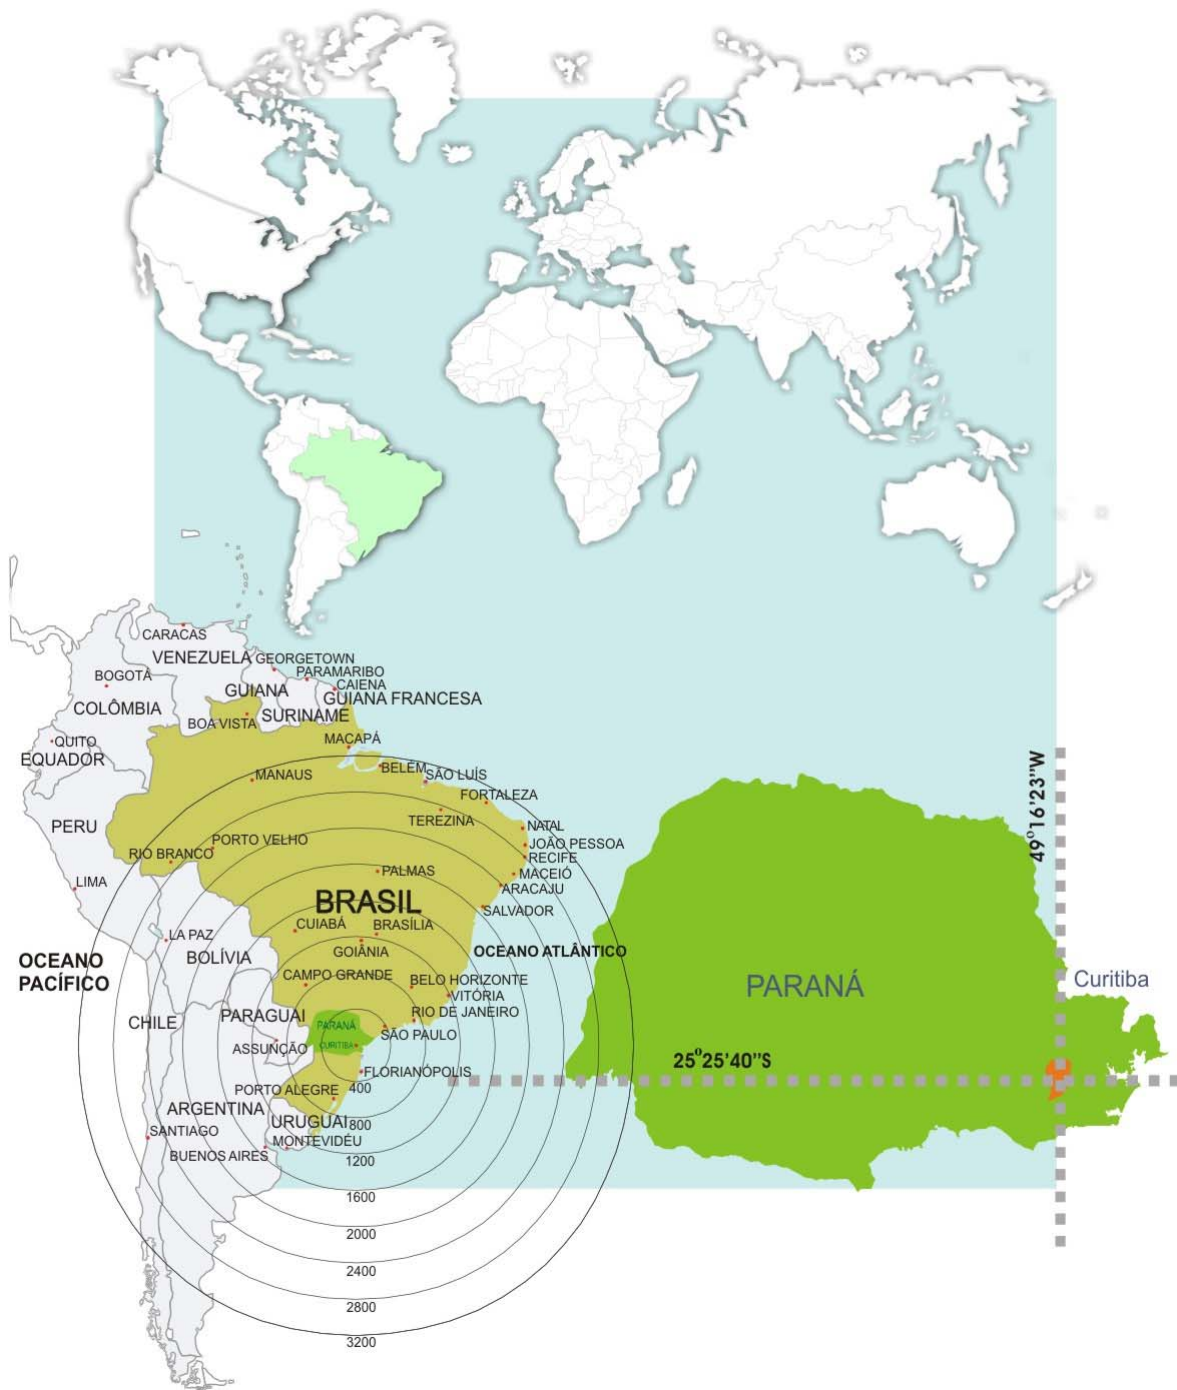 CARACAS
VENEZUELA
GEORGETOWN
PARAMARIBO
BOGOTÁ
CAIENA
GUIANA
GUIANA FRANCESA
COLÔMBIA
SURINAME
BOA VISTA
MACAPÁ
QUITO
EQUADOR
BELÉM
MANAUS
SÃO LUÍS
FORTALEZA
TEREZINA
PERU
NATAL
PORTO VELHO
JOÃO PESSOA
RIO BRANCO
RECIFE
PALMAS
MACEIÓ
LIMA
ARACAJU
BRASIL
SALVADOR
CUIABÁ
BRASÍLIA
LA PAZ
GOIÂNIA
OCEANO ATLÂNTICO
BOLÍVIA
OCEANO
PACÍFICO
CAMPO GRANDE
BELO HORIZONTE
VITÓRIA
PARAGUAI
RIO DE JANEIRO
CHILE
PARANÁ
SÃO PAULO
ASSUNÇÃO
CURITIBA
FLORIANÓPOLIS
PORTO ALEGRE
400
ARGENTINA
URUGUAI
800
SANTIAGO
MONTEVIDÉU
BUENOS AIRES
1200
1600
2000
2400
2800
3200
49º16'23"W
PARANÁ
Curitiba
25º25'40"S